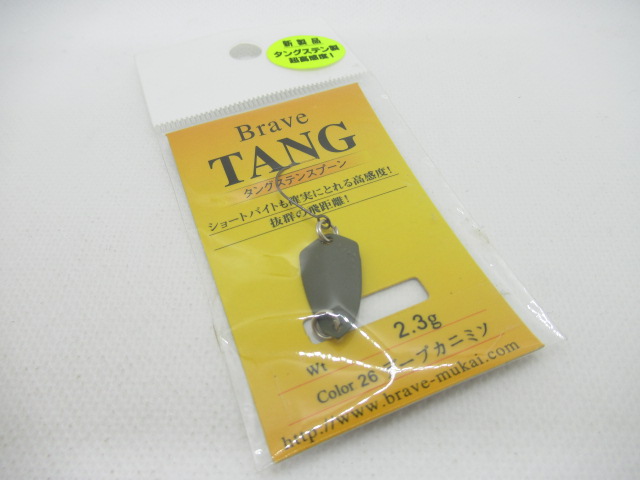 新製品
タングステン製
超高感度!
Brave
TANG
タングステンスプーン
ショートバイトも確実にとれる高感度!
抜群の飛距離!
Wt 2.3g
Color 26 ディープカニミソ
http://www.brave-mukai.com